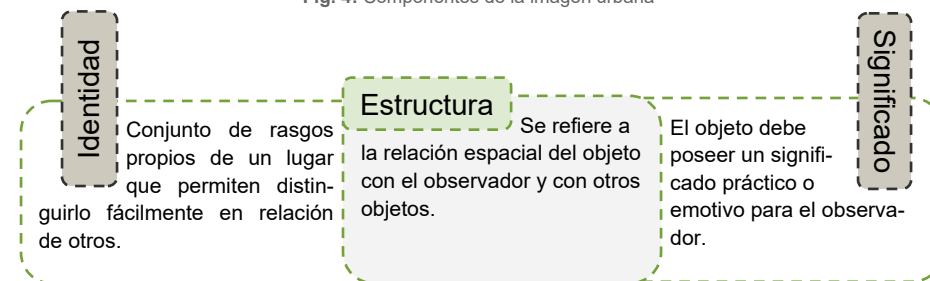 Fig. 4. Componentes de la imagen urbana
Identidad
Conjunto de rasgos
propios de un lugar
que permiten distin-
guirlo fácilmente en relación
de otros.
Estructura
Se refiere a
la relación espacial del objeto
con el observador y con otros
objetos.
Significado
El objeto debe
poseer un signifi-
cado práctico o
emotivo para el observa-
dor.